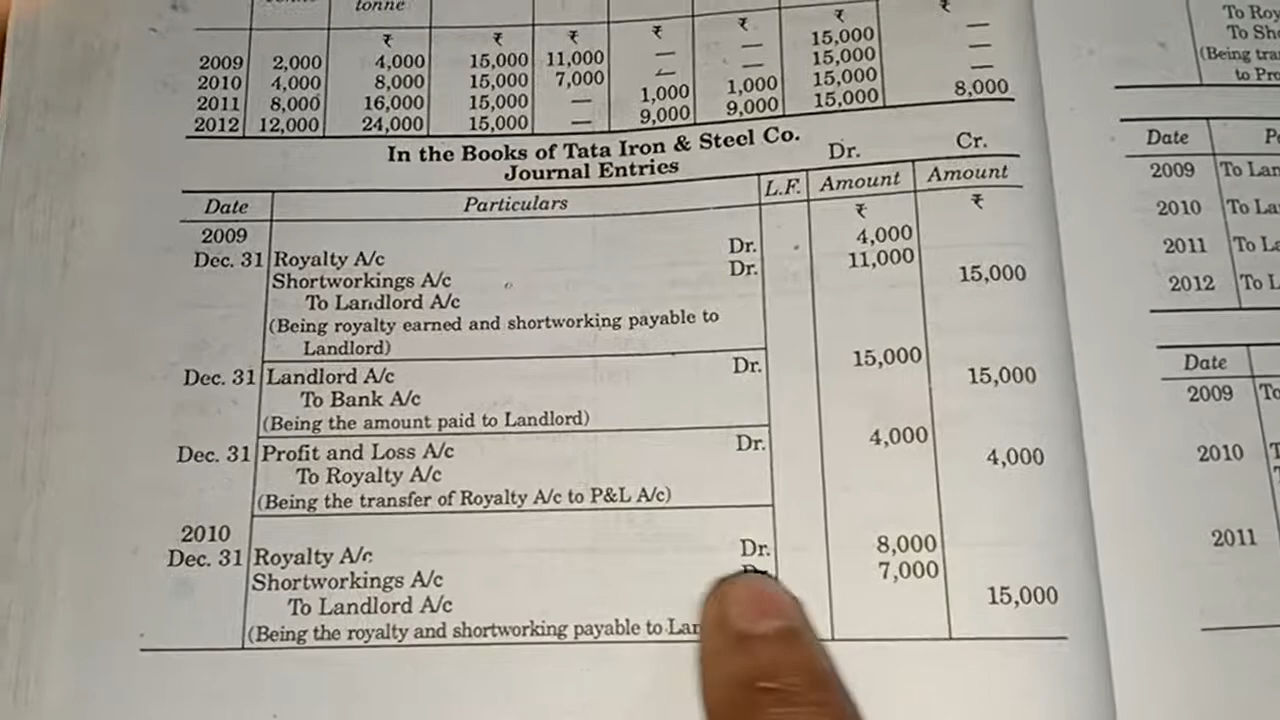 tonne
₹ ₹ ₹ ₹ ₹ ₹ ₹
2009 2,000 4,000 15,000 11,000 — — 15,000 —
2010 4,000 8,000 15,000 7,000 — — 15,000 —
2011 8,000 16,000 15,000 — 1,000 1,000 15,000 —
2012 12,000 24,000 15,000 — 9,000 9,000 15,000 8,000
In the Books of Tata Iron & Steel Co.
Journal Entries Dr. Cr.
Date Particulars L.F. Amount Amount
₹ ₹
2009
Dec. 31 Royalty A/c Dr. 4,000
Shortworkings A/c Dr. 11,000
To Landlord A/c 15,000
(Being royalty earned and shortworking payable to
Landlord)
Dec. 31 Landlord A/c Dr. 15,000
To Bank A/c 15,000
(Being the amount paid to Landlord)
Dec. 31 Profit and Loss A/c Dr. 4,000
To Royalty A/c 4,000
(Being the transfer of Royalty A/c to P&L A/c)
2010
Dec. 31 Royalty A/c Dr. 8,000
Shortworkings A/c 7,000
To Landlord A/c 15,000
(Being the royalty and shortworking payable to
To
To
(Being
to
Date
2009 To
2010 To
2011 To
2012 To
Date
2009 To
2010
2011